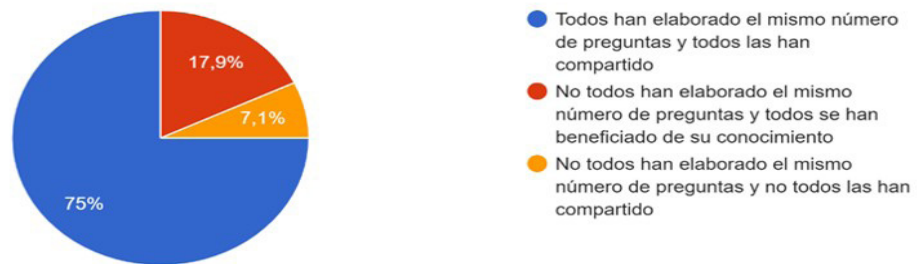 17,9%
7,1%
75%
Todos han elaborado el mismo número
de preguntas y todos las han
compartido
No todos han elaborado el mismo
número de preguntas y todos se han
beneficiado de su conocimiento
No todos han elaborado el mismo
número de preguntas y no todos las han
compartido